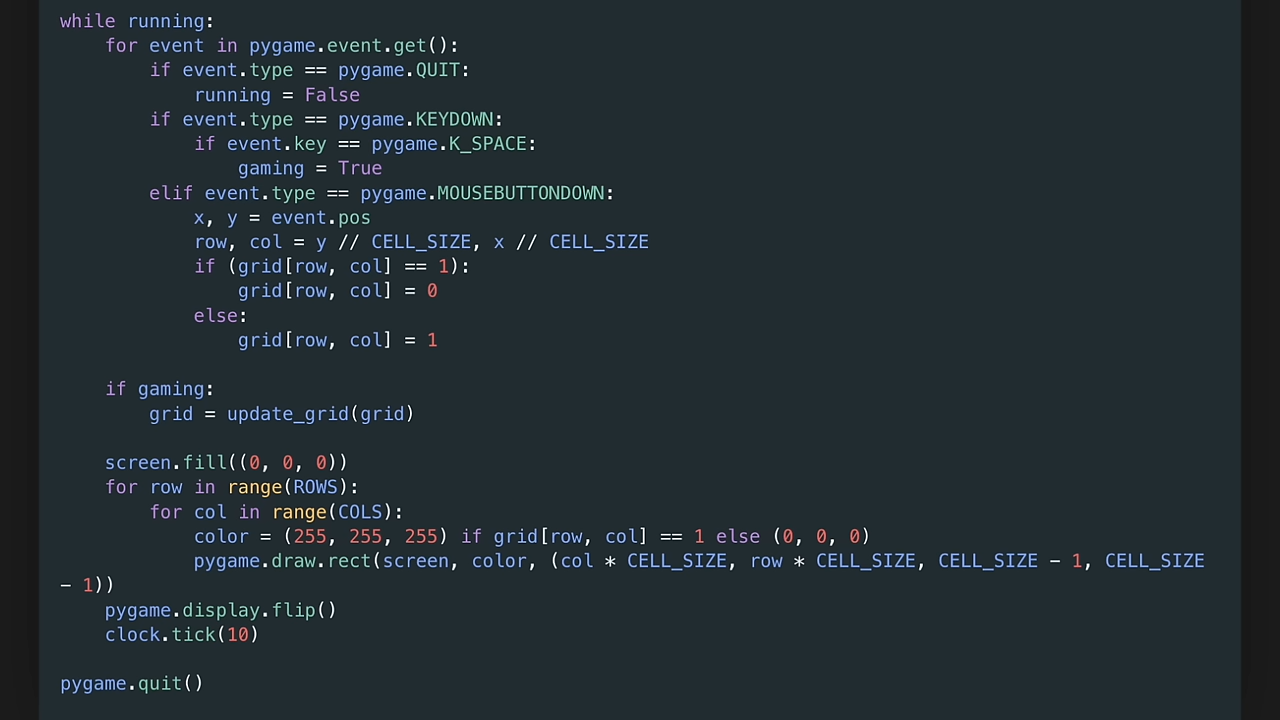 while running:
    for event in pygame.event.get():
        if event.type == pygame.QUIT:
            running = False
        if event.type == pygame.KEYDOWN:
            if event.key == pygame.K_SPACE:
                gaming = True
        elif event.type == pygame.MOUSEBUTTONDOWN:
            x, y = event.pos
            row, col = y // CELL_SIZE, x // CELL_SIZE
            if (grid[row, col] == 1):
                grid[row, col] = 0
            else:
                grid[row, col] = 1

    if gaming:
        grid = update_grid(grid)

    screen.fill((0, 0, 0))
    for row in range(ROWS):
        for col in range(COLS):
            color = (255, 255, 255) if grid[row, col] == 1 else (0, 0, 0)
            pygame.draw.rect(screen, color, (col * CELL_SIZE, row * CELL_SIZE, CELL_SIZE - 1, CELL_SIZE
- 1))
    pygame.display.flip()
    clock.tick(10)

pygame.quit()